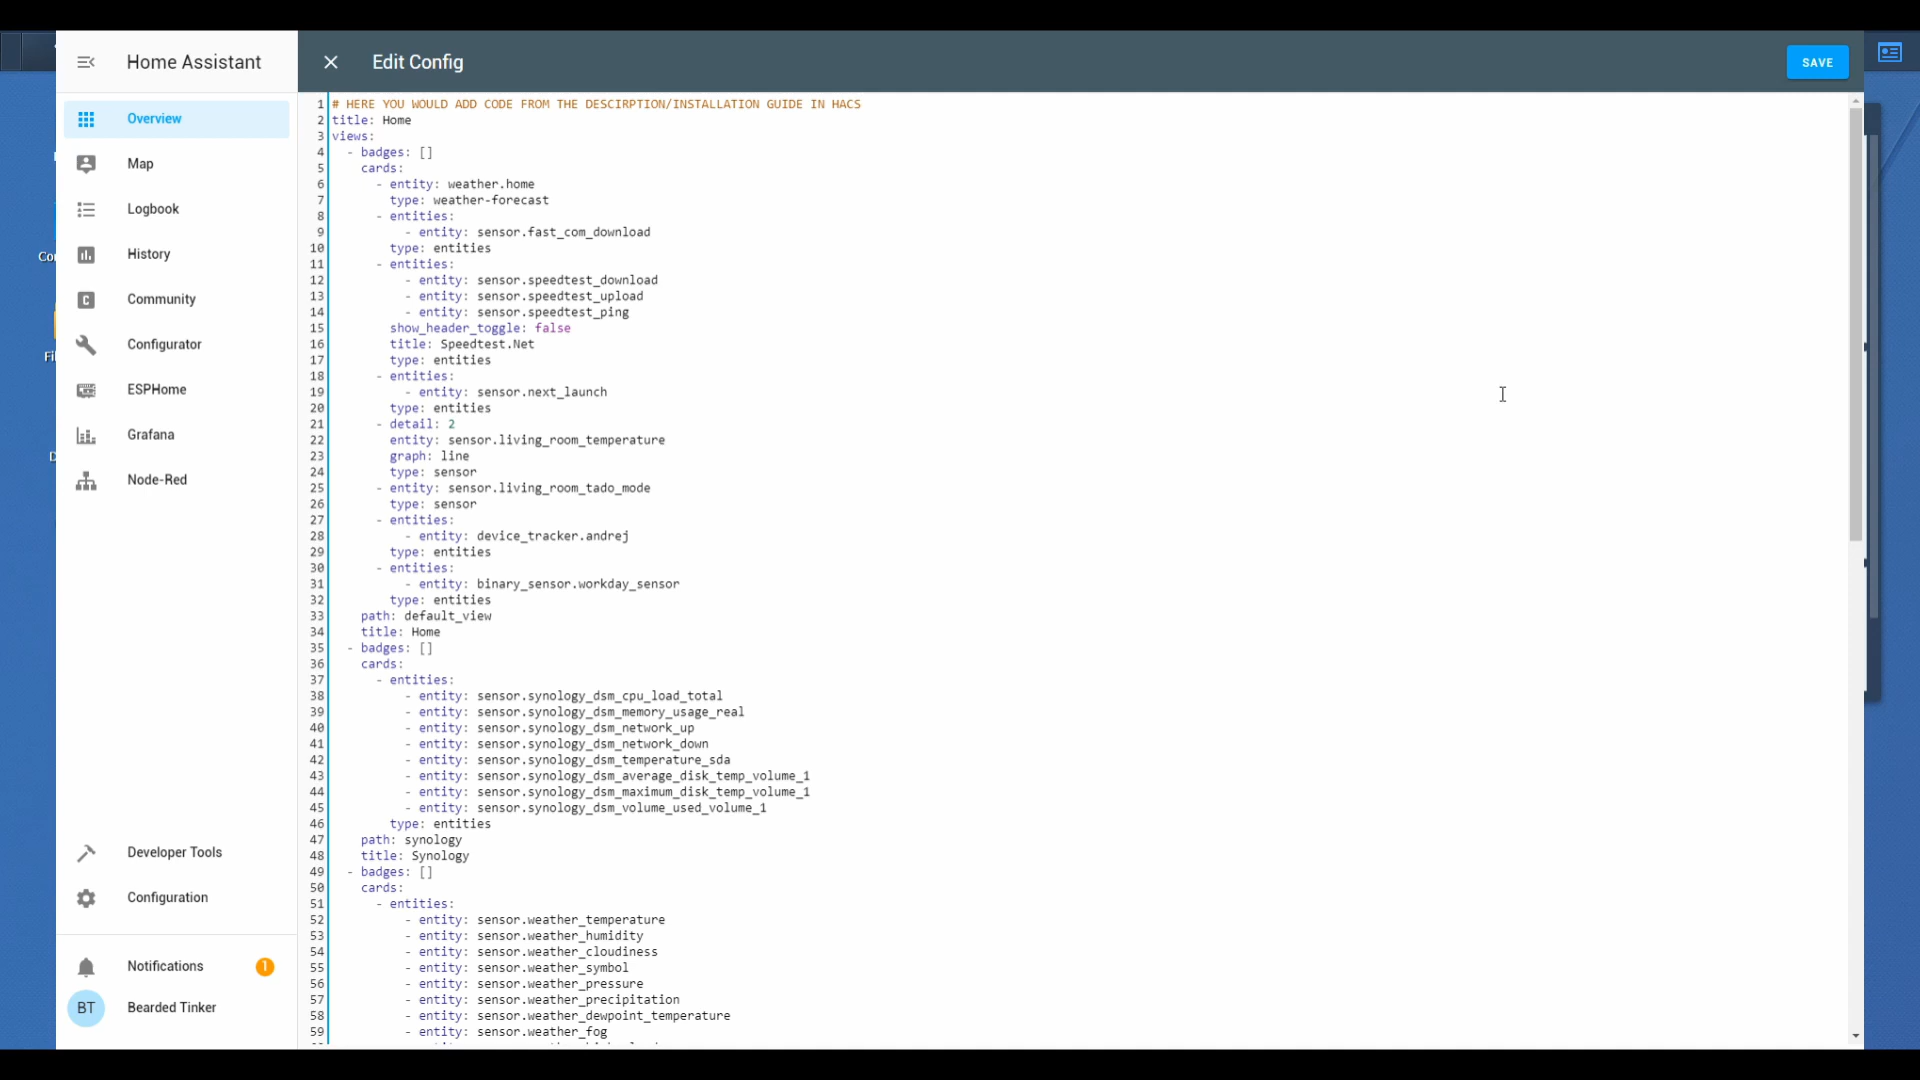 Home Assistant
Edit Config
SAVE
Overview
Map
Logbook
History
Community
Configurator
ESPHome
Grafana
Node-Red
Developer Tools
Configuration
Notifications
1
BT
Bearded Tinker
1 # HERE YOU WOULD ADD CODE FROM THE DESCIRPTION/INSTALLATION GUIDE IN HACS
2 title: Home
3 views:
4 - badges: []
5 cards:
6 - entity: weather.home
7 type: weather-forecast
8 - entities:
9 - entity: sensor.fast_com_download
10 type: entities
11 - entities:
12 - entity: sensor.speedtest_download
13 - entity: sensor.speedtest_upload
14 - entity: sensor.speedtest_ping
15 show_header_toggle: false
16 title: Speedtest.Net
17 type: entities
18 - entities:
19 - entity: sensor.next_launch
20 type: entities
21 - detail: 2
22 entity: sensor.living_room_temperature
23 graph: line
24 type: sensor
25 - entity: sensor.living_room_tado_mode
26 type: sensor
27 - entities:
28 - entity: device_tracker.andrej
29 type: entities
30 - entities:
31 - entity: binary_sensor.workday_sensor
32 type: entities
33 path: default_view
34 title: Home
35 - badges: []
36 cards:
37 - entities:
38 - entity: sensor.synology_dsm_cpu_load_total
39 - entity: sensor.synology_dsm_memory_usage_real
40 - entity: sensor.synology_dsm_network_up
41 - entity: sensor.synology_dsm_network_down
42 - entity: sensor.synology_dsm_temperature_sda
43 - entity: sensor.synology_dsm_average_disk_temp_volume_1
44 - entity: sensor.synology_dsm_maximum_disk_temp_volume_1
45 - entity: sensor.synology_dsm_volume_used_volume_1
46 type: entities
47 path: synology
48 title: Synology
49 - badges: []
50 cards:
51 - entities:
52 - entity: sensor.weather_temperature
53 - entity: sensor.weather_humidity
54 - entity: sensor.weather_cloudiness
55 - entity: sensor.weather_symbol
56 - entity: sensor.weather_pressure
57 - entity: sensor.weather_precipitation
58 - entity: sensor.weather_dewpoint_temperature
59 - entity: sensor.weather_fog